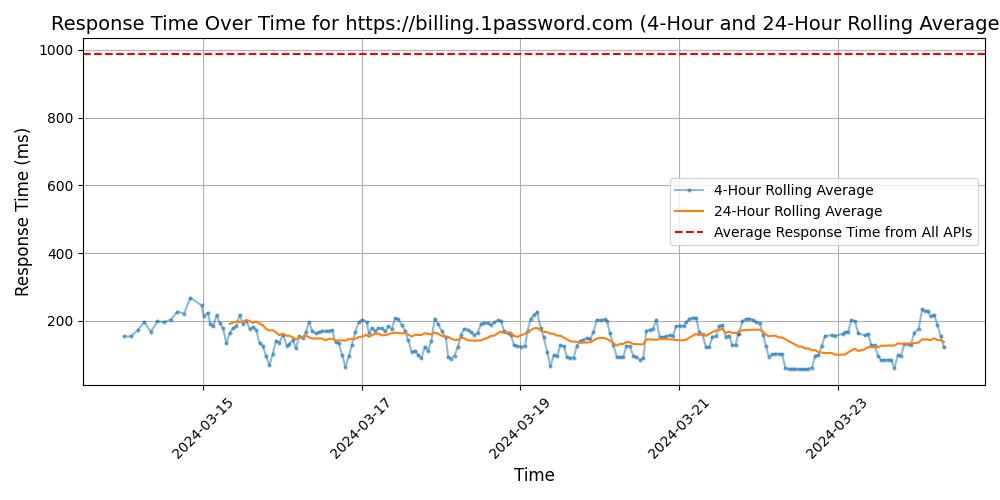 Response Time Over Time for https://billing.1password.com (4-Hour and 24-Hour Rolling Average
Response Time (ms)
1000
800
600
400
200
4-Hour Rolling Average
24-Hour Rolling Average
Average Response Time from All APIs
2024-03-15
2024-03-17
2024-03-19
2024-03-21
2024-03-23
Time